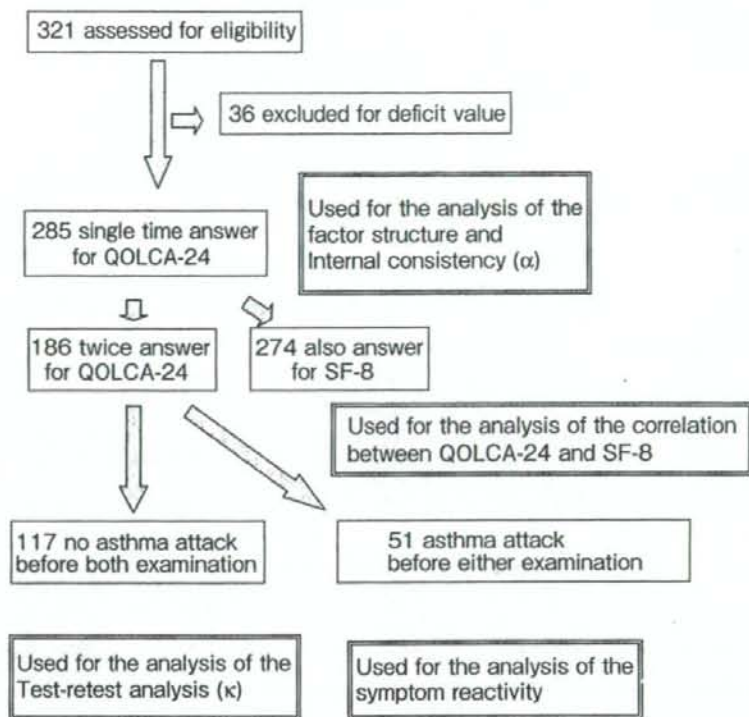 321 assessed for eligibility
36 excluded for deficit value
285 single time answer
for QOLCA-24
Used for the analysis of the
factor structure and
Internal consistency (α)
186 twice answer
for QOLCA-24
274 also answer
for SF-8
Used for the analysis of the correlation
between QOLCA-24 and SF-8
117 no asthma attack
before both examination
51 asthma attack
before either examination
Used for the analysis of the
Test-retest analysis (κ)
Used for the analysis of the
symptom reactivity